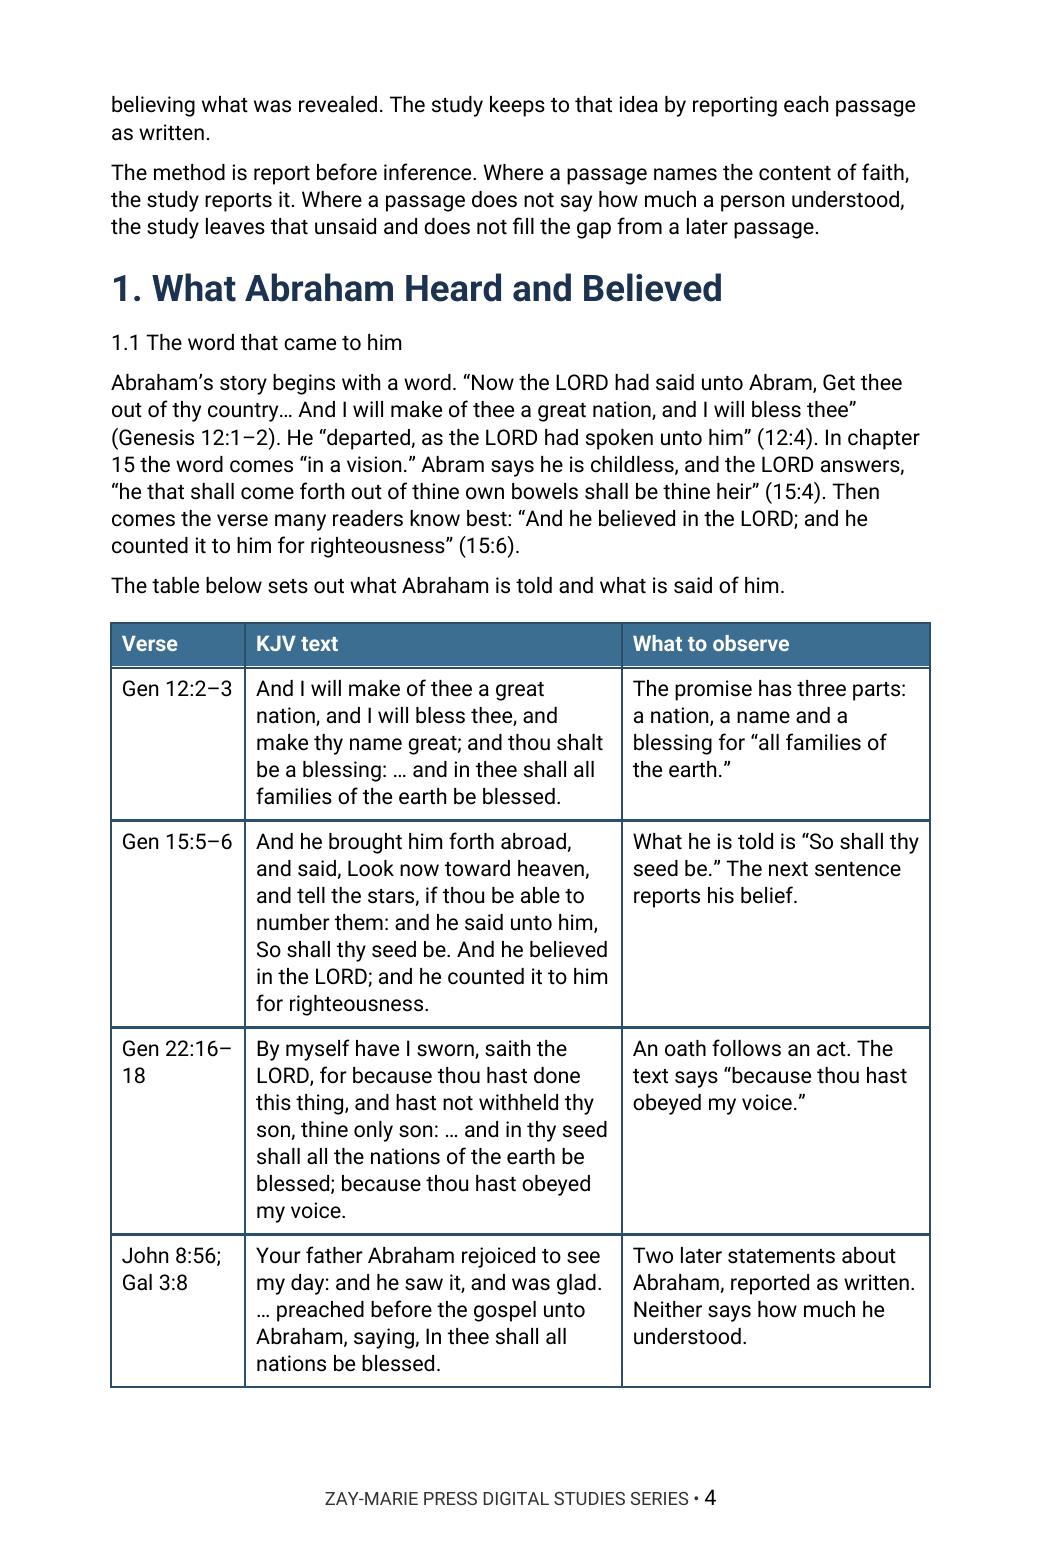 believing what was revealed. The study keeps to that idea by reporting each passage
as written.
The method is report before inference. Where a passage names the content of faith,
the study reports it. Where a passage does not say how much a person understood,
the study leaves that unsaid and does not fill the gap from a later passage.
1. What Abraham Heard and Believed
1.1 The word that came to him
Abraham’s story begins with a word. “Now the LORD had said unto Abram, Get thee
out of thy country… And I will make of thee a great nation, and I will bless thee”
(Genesis 12:1–2). He “departed, as the LORD had spoken unto him” (12:4). In chapter
15 the word comes “in a vision.” Abram says he is childless, and the LORD answers,
“he that shall come forth out of thine own bowels shall be thine heir” (15:4). Then
comes the verse many readers know best: “And he believed in the LORD; and he
counted it to him for righteousness” (15:6).
The table below sets out what Abraham is told and what is said of him.
Verse
KJV text
What to observe
Gen 12:2–3
And I will make of thee a great
nation, and I will bless thee, and
make thy name great; and thou shalt
be a blessing: … and in thee shall all
families of the earth be blessed.
The promise has three parts:
a nation, a name and a
blessing for “all families of
the earth.”
Gen 15:5–6
And he brought him forth abroad,
and said, Look now toward heaven,
and tell the stars, if thou be able to
number them: and he said unto him,
So shall thy seed be. And he believed
in the LORD; and he counted it to him
for righteousness.
What he is told is “So shall thy
seed be.” The next sentence
reports his belief.
Gen 22:16–
18
By myself have I sworn, saith the
LORD, for because thou hast done
this thing, and hast not withheld thy
son, thine only son: … and in thy seed
shall all the nations of the earth be
blessed; because thou hast obeyed
my voice.
An oath follows an act. The
text says “because thou hast
obeyed my voice.”
John 8:56;
Gal 3:8
Your father Abraham rejoiced to see
my day: and he saw it, and was glad.
… preached before the gospel unto
Abraham, saying, In thee shall all
nations be blessed.
Two later statements about
Abraham, reported as written.
Neither says how much he
understood.
ZAY-MARIE PRESS DIGITAL STUDIES SERIES • 4